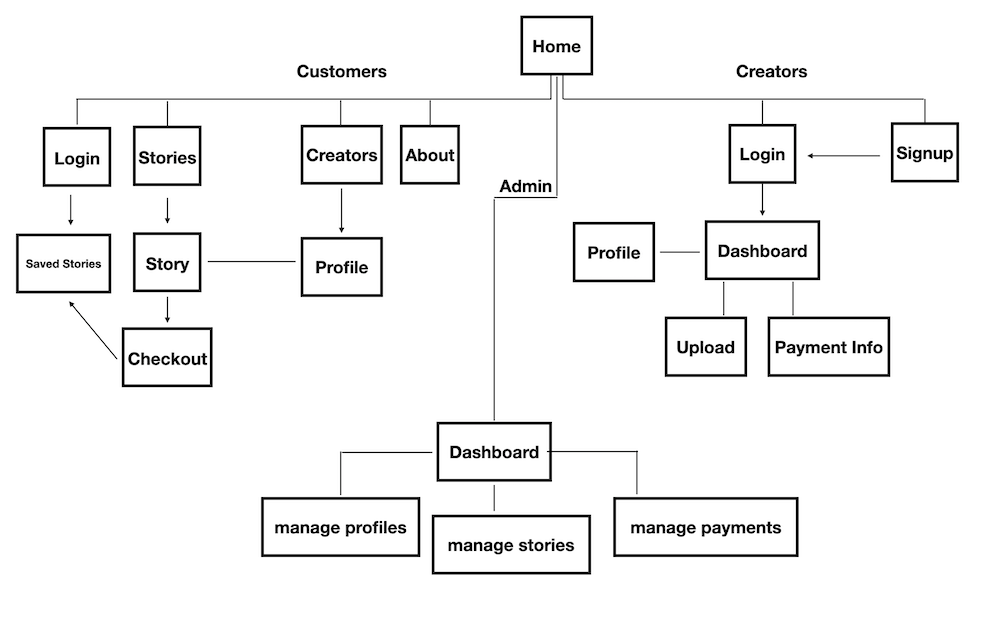 Home
Customers
Creators
Login
Stories
Creators
About
Login
Signup
Admin
Saved Stories
Story
Profile
Profile
Dashboard
Checkout
Upload
Payment Info
Dashboard
manage profiles
manage stories
manage payments